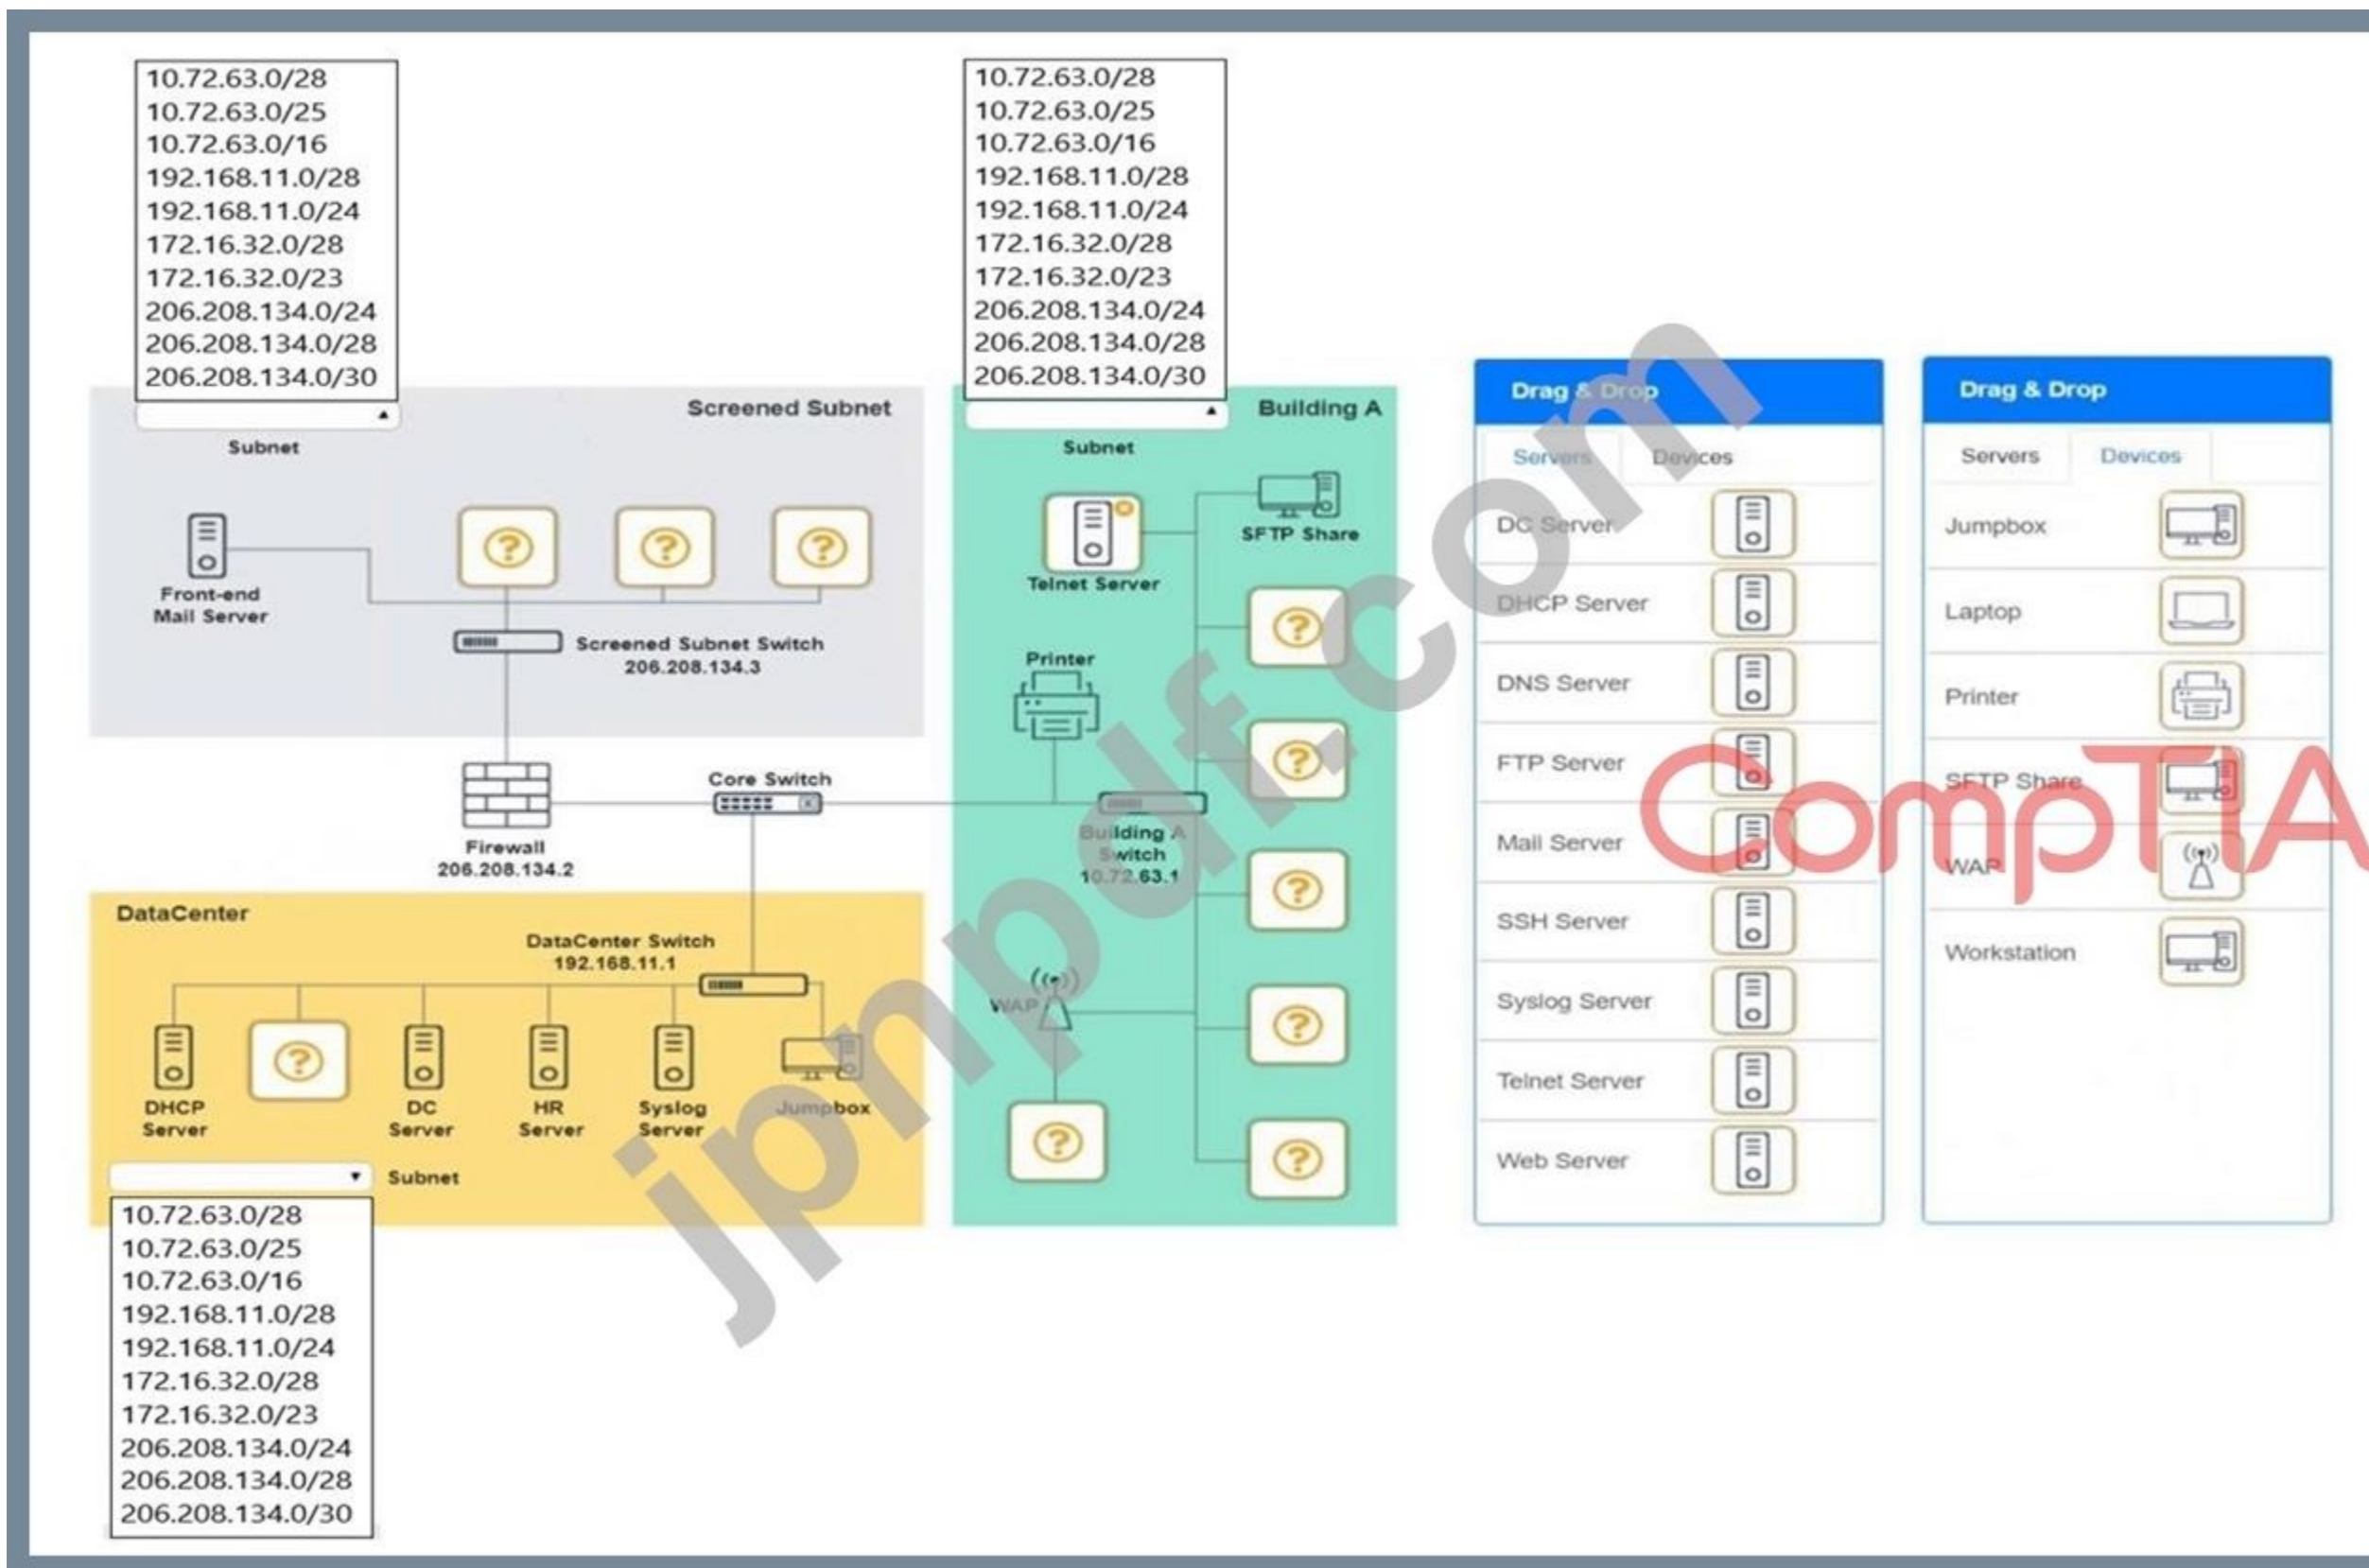 10.72.63.0/28
10.72.63.0/25
10.72.63.0/16
192.168.11.0/28
192.168.11.0/24
172.16.32.0/28
172.16.32.0/23
206.208.134.0/24
206.208.134.0/28
206.208.134.0/30
Screened Subnet
Subnet
Front-end
Mail Server
Screened Subnet Switch
206.208.134.3
Firewall
206.208.134.2
Core Switch
10.72.63.0/28
10.72.63.0/25
10.72.63.0/16
192.168.11.0/28
192.168.11.0/24
172.16.32.0/28
172.16.32.0/23
206.208.134.0/24
206.208.134.0/28
206.208.134.0/30
Building A
Subnet
Telnet Server
SFTP Share
Printer
Building A
Switch
10.72.63.1
WAP
DataCenter
DataCenter Switch
192.168.11.1
DHCP
Server
DC
Server
HR
Server
Syslog
Server
Jumpbox
Subnet
10.72.63.0/28
10.72.63.0/25
10.72.63.0/16
192.168.11.0/28
192.168.11.0/24
172.16.32.0/28
172.16.32.0/23
206.208.134.0/24
206.208.134.0/28
206.208.134.0/30
Drag & Drop
Servers Devices
DC Server
DHCP Server
DNS Server
FTP Server
Mail Server
SSH Server
Syslog Server
Telnet Server
Web Server
Drag & Drop
Servers Devices
Jumpbox
Laptop
Printer
SFTP Share
WAP
Workstation
CompTIA
jpnpdf.com